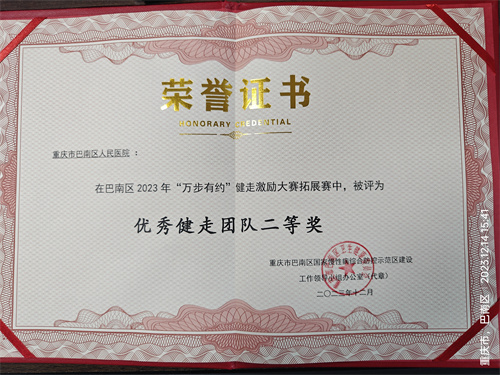 荣誉证书
HONORARY CREDENTIAL
重庆市巴南区人民医院：
在巴南区2023年“万步有约”健走激励大赛拓展赛中，被评为
优秀健走团队二等奖
重庆市巴南区国家慢性病综合防控示范区建设
工作领导小组办公室（代章）
二〇二三年十二月
重庆市·巴南区 2023.12.14 15:41